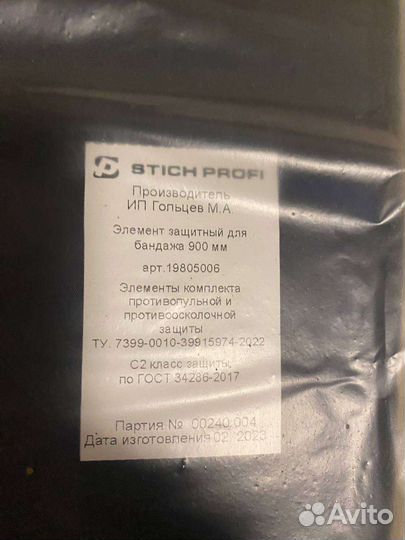 STICH PROFI
Производитель
ИП Гольцев М.А.
Элемент защитный для
бандажа 900 мм
арт.19805006
Элементы комплекта
противопульной и
противоосколочной
защиты
ТУ. 7399-0010-39915974-2022
С2 класс защиты,
по ГОСТ 34286-2017
Партия № 00240.004
Дата изготовления 02. 2023
Avito